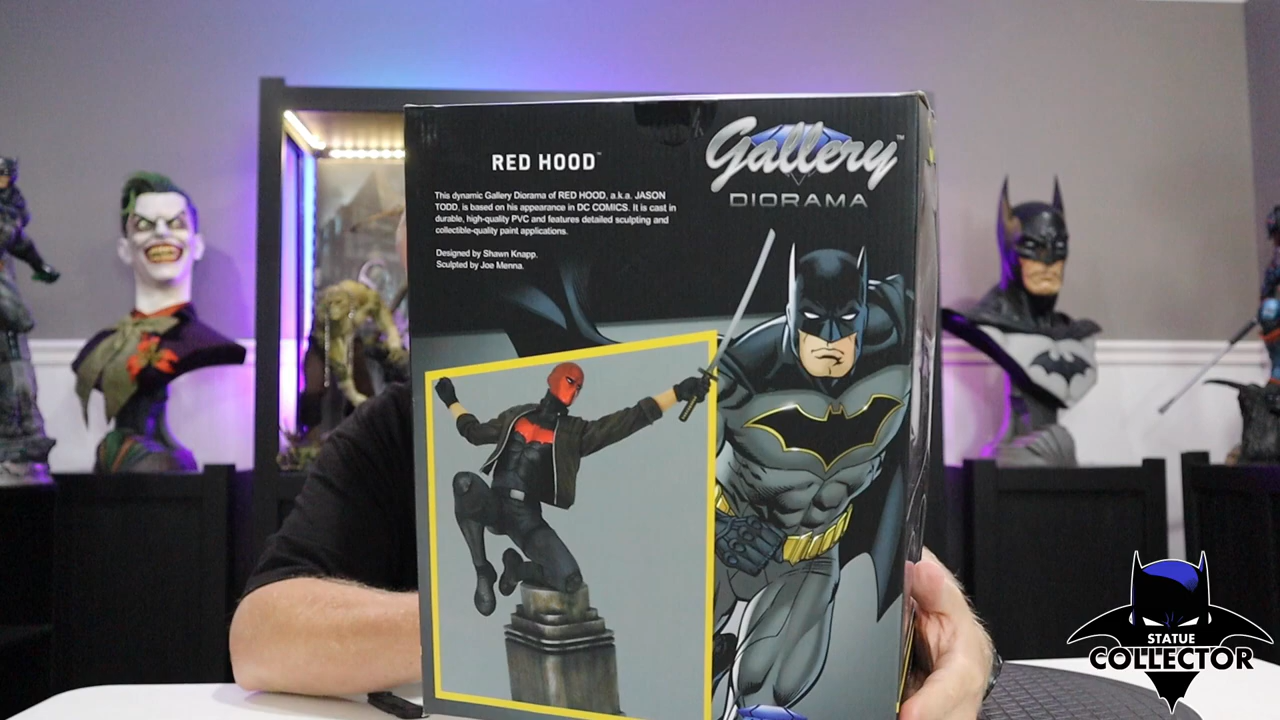 Gallery™
DIORAMA
RED HOOD™
This dynamic Gallery Diorama of RED HOOD, a.k.a. JASON
TODD, is based on his appearance in DC COMICS. It is cast in
durable, high-quality PVC and features detailed sculpting and
collectible-quality paint applications.
Designed by Shawn Knapp.
Sculpted by Joe Menna.
STATUE
COLLECTOR